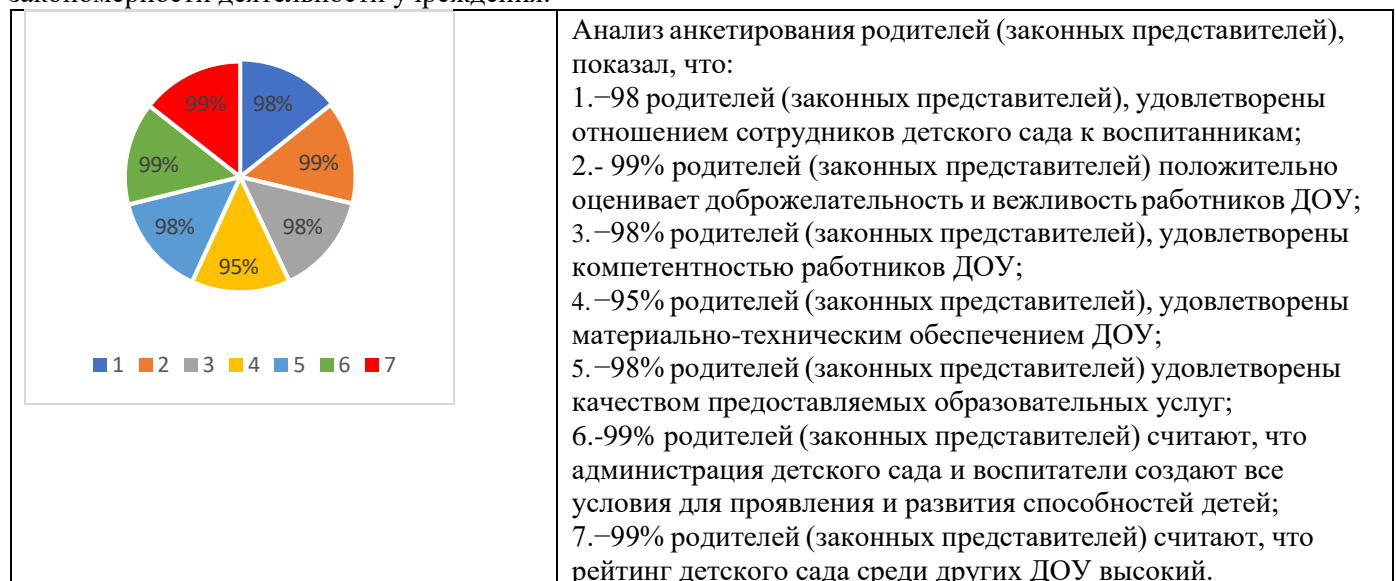 закономерности деятельности учреждения.
99% 98%
99% 99%
98% 98%
95%
1 2 3 4 5 6 7
Анализ анкетирования родителей (законных представителей),
показал, что:
1.−98 родителей (законных представителей), удовлетворены
отношением сотрудников детского сада к воспитанникам;
2.- 99% родителей (законных представителей) положительно
оценивает доброжелательность и вежливость работников ДОУ;
3.−98% родителей (законных представителей), удовлетворены
компетентностью работников ДОУ;
4.−95% родителей (законных представителей), удовлетворены
материально-техническим обеспечением ДОУ;
5.−98% родителей (законных представителей) удовлетворены
качеством предоставляемых образовательных услуг;
6.-99% родителей (законных представителей) считают, что
администрация детского сада и воспитатели создают все
условия для проявления и развития способностей детей;
7.−99% родителей (законных представителей) считают, что
рейтинг детского сада среди других ДОУ высокий.